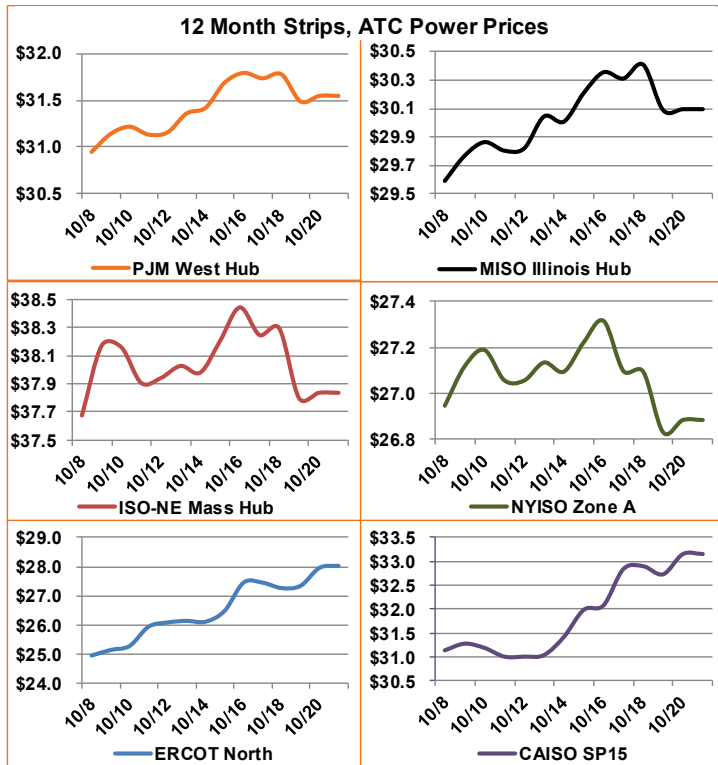 12 Month Strips, ATC Power Prices
$32.0
$31.5
$31.0
$30.5
10/8 10/10 10/12 10/14 10/16 10/18 10/20
PJM West Hub
$30.5
$30.3
$30.1
$29.9
$29.7
$29.5
10/8 10/10 10/12 10/14 10/16 10/18 10/20
MISO Illinois Hub
$38.5
$38.3
$38.1
$37.9
$37.7
$37.5
10/8 10/10 10/12 10/14 10/16 10/18 10/20
ISO-NE Mass Hub
$27.4
$27.2
$27.0
$26.8
10/8 10/10 10/12 10/14 10/16 10/18 10/20
NYISO Zone A
$29.0
$28.0
$27.0
$26.0
$25.0
$24.0
10/8 10/10 10/12 10/14 10/16 10/18 10/20
ERCOT North
$33.5
$33.0
$32.5
$32.0
$31.5
$31.0
$30.5
10/8 10/10 10/12 10/14 10/16 10/18 10/20
CAISO SP15